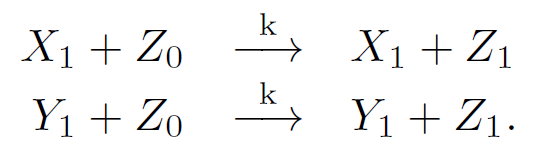 X₁ + Z₀ —k→ X₁ + Z₁
Y₁ + Z₀ —k→ Y₁ + Z₁.